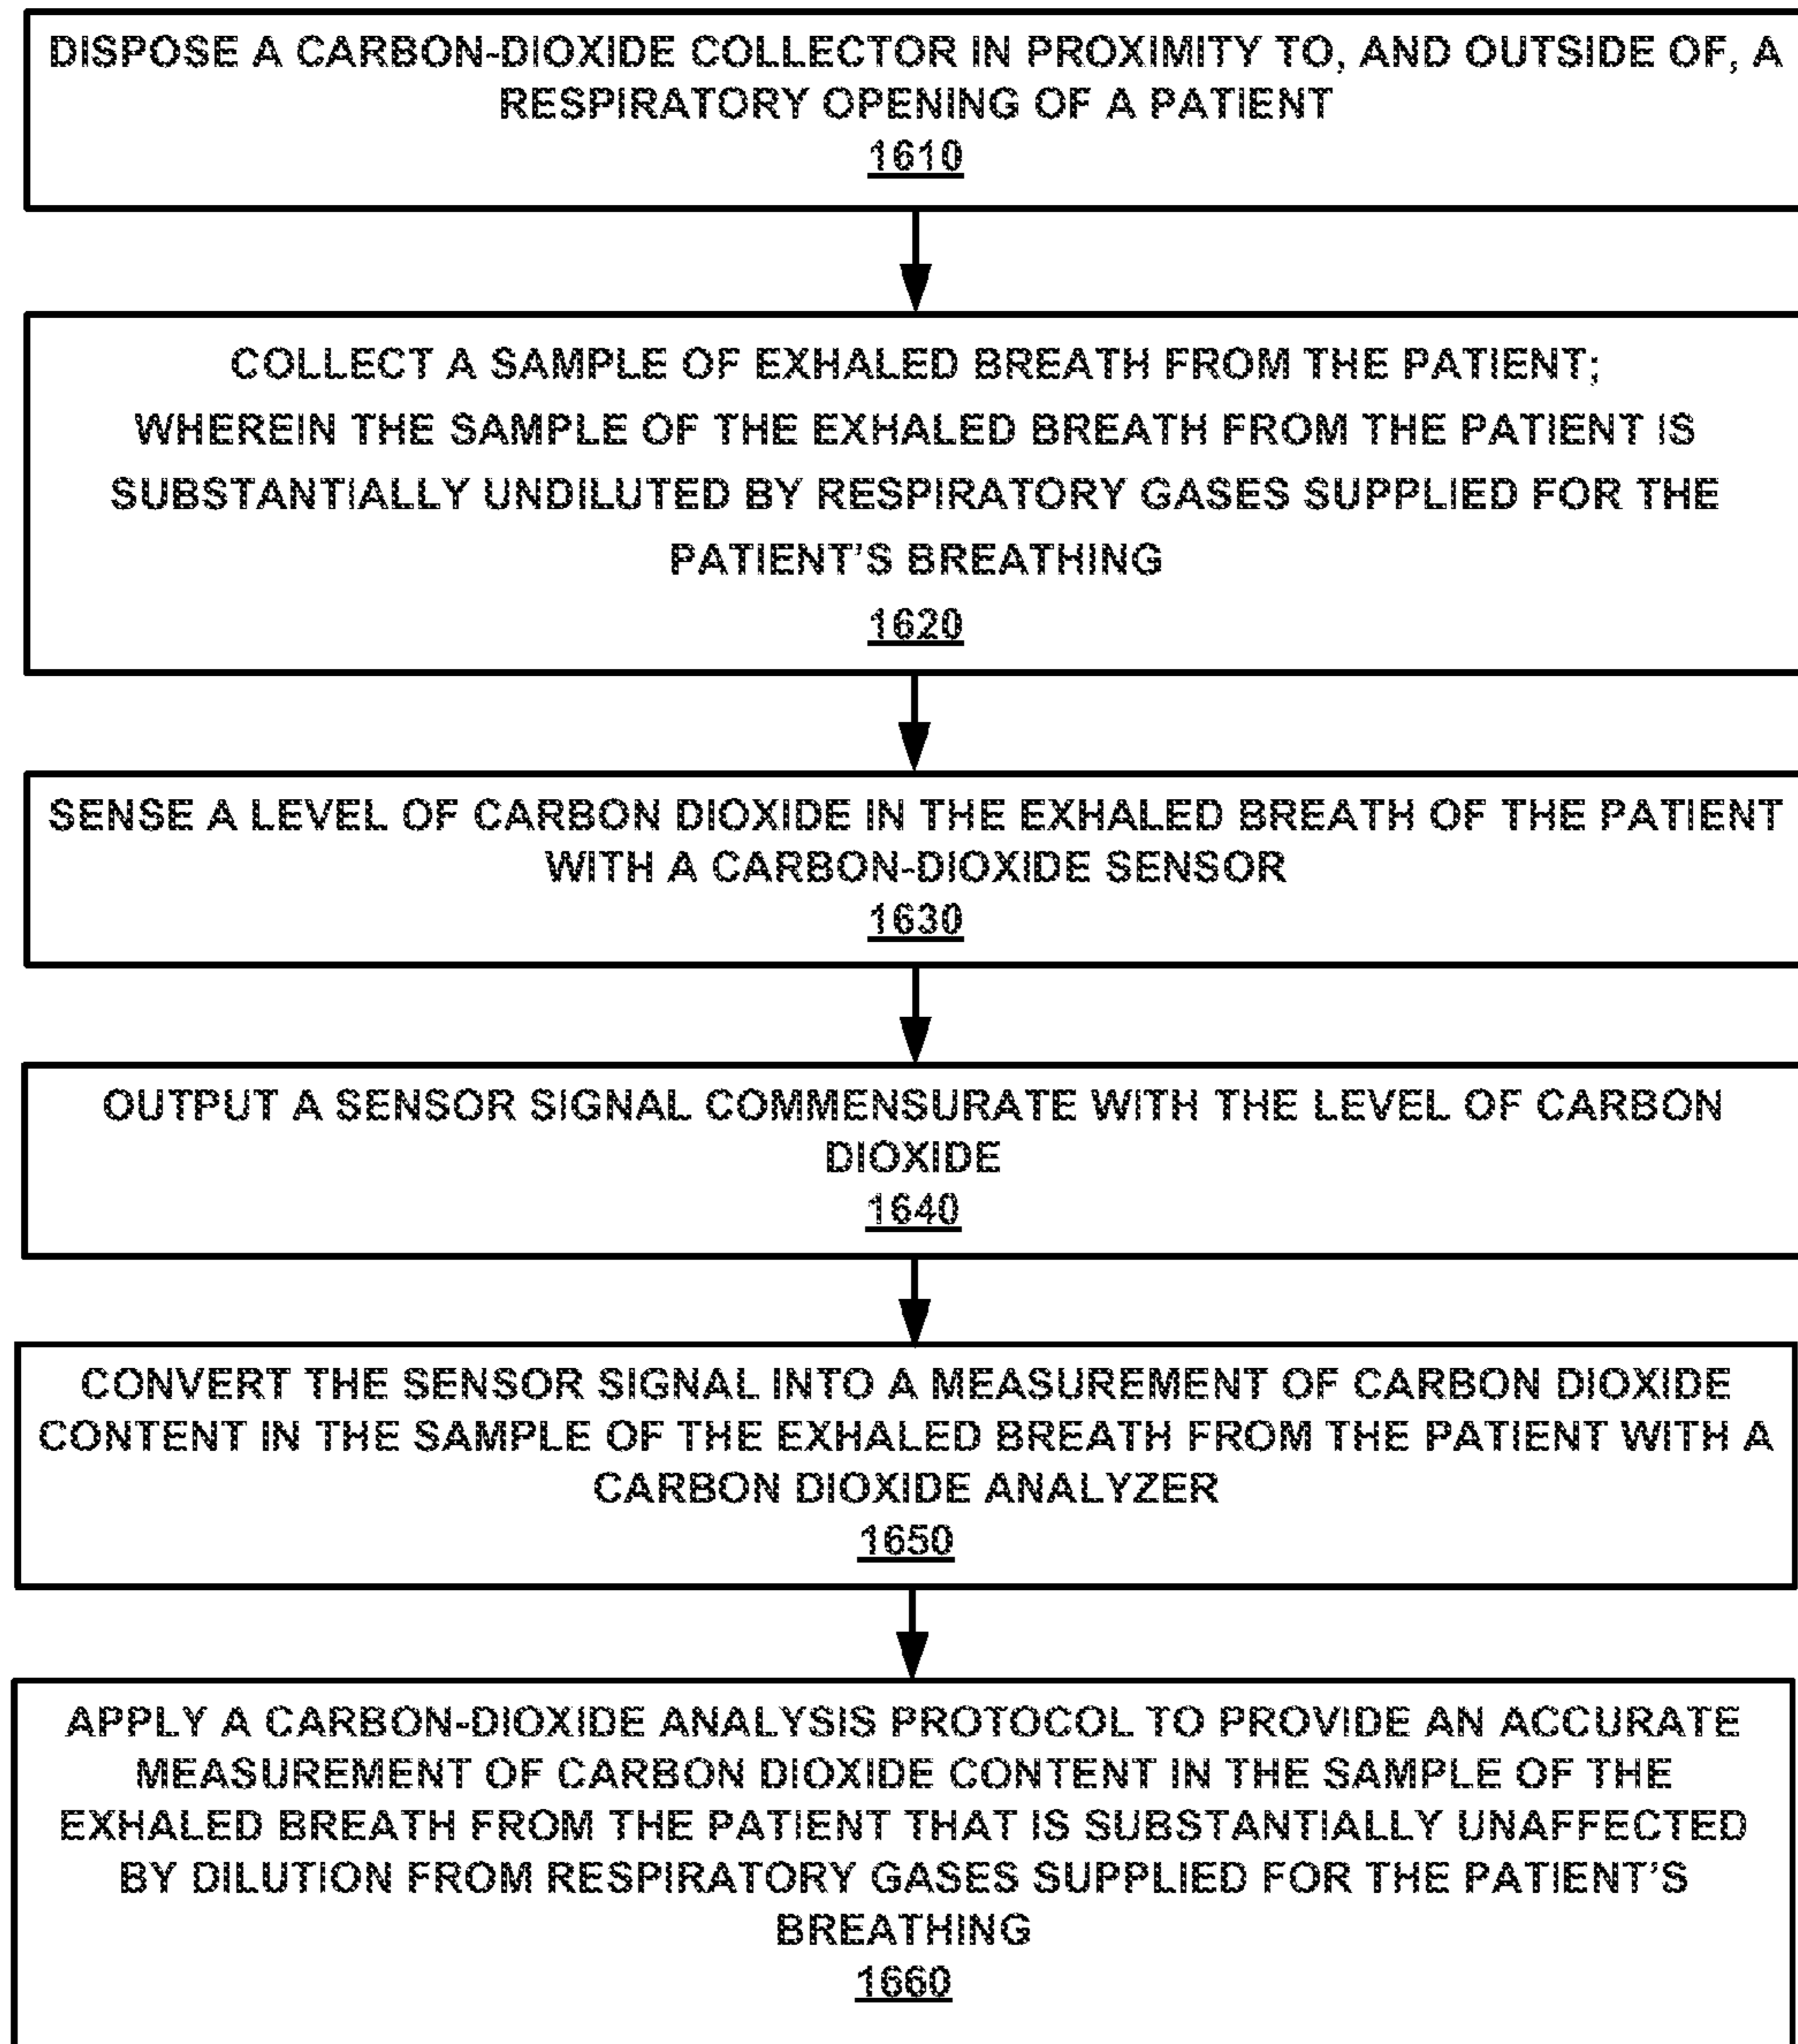 DISPOSE A CARBON-DIOXIDE COLLECTOR IN PROXIMITY TO, AND OUTSIDE OF, A
RESPIRATORY OPENING OF A PATIENT
1610
COLLECT A SAMPLE OF EXHALED BREATH FROM THE PATIENT;
WHEREIN THE SAMPLE OF THE EXHALED BREATH FROM THE PATIENT IS
SUBSTANTIALLY UNDILUTED BY RESPIRATORY GASES SUPPLIED FOR THE
PATIENT'S BREATHING
1620
SENSE A LEVEL OF CARBON DIOXIDE IN THE EXHALED BREATH OF THE PATIENT
WITH A CARBON-DIOXIDE SENSOR
1630
OUTPUT A SENSOR SIGNAL COMMENSURATE WITH THE LEVEL OF CARBON
DIOXIDE
1640
CONVERT THE SENSOR SIGNAL INTO A MEASUREMENT OF CARBON DIOXIDE
CONTENT IN THE SAMPLE OF THE EXHALED BREATH FROM THE PATIENT WITH A
CARBON DIOXIDE ANALYZER
1650
APPLY A CARBON-DIOXIDE ANALYSIS PROTOCOL TO PROVIDE AN ACCURATE
MEASUREMENT OF CARBON DIOXIDE CONTENT IN THE SAMPLE OF THE
EXHALED BREATH FROM THE PATIENT THAT IS SUBSTANTIALLY UNAFFECTED
BY DILUTION FROM RESPIRATORY GASES SUPPLIED FOR THE PATIENT'S
BREATHING
1660